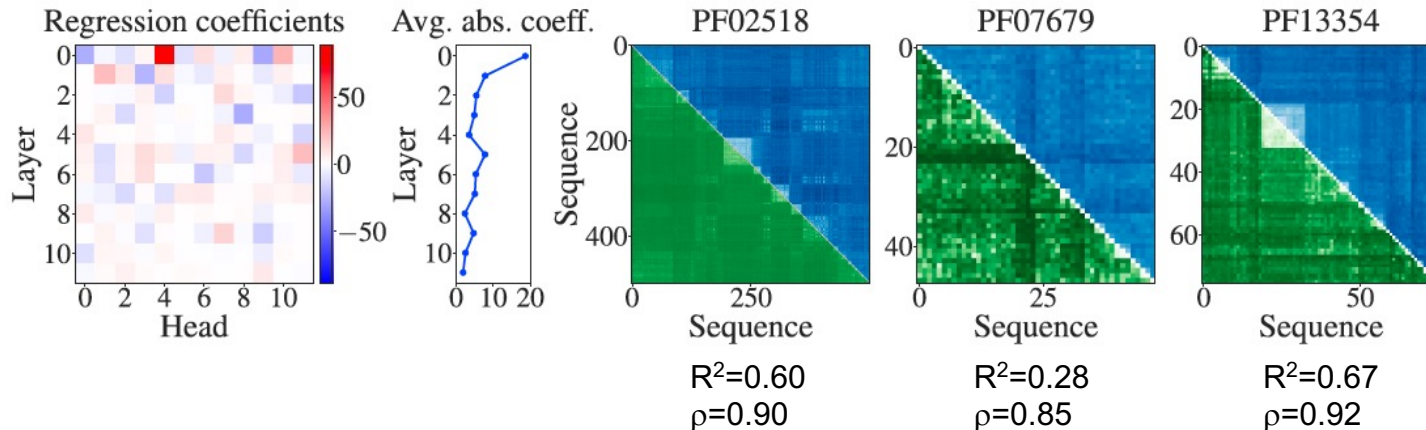 Regression coefficients
0
2
4
6
8
10
Layer
0 2 4 6 8 10
Head
50
0
−50
Avg. abs. coeff.
0
2
4
6
8
10
Layer
0 10 20
PF02518
0
200
400
Sequence
0 250
Sequence
R²=0.60
ρ=0.90
PF07679
0
20
40
0 25
Sequence
R²=0.28
ρ=0.85
PF13354
0
20
40
60
0 50
Sequence
R²=0.67
ρ=0.92